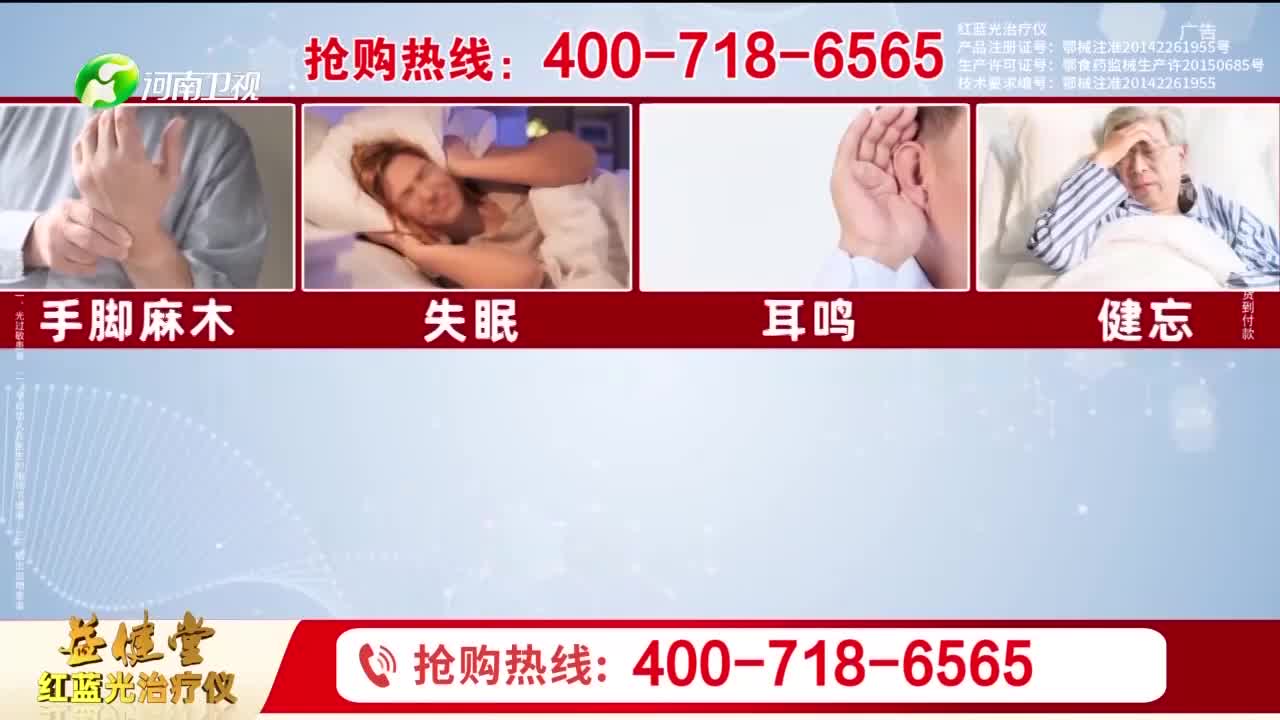 河南卫视
抢购热线：400-718-6565
广告
红蓝光治疗仪
产品注册证号：鄂械注准20142261955号
生产许可证号：鄂食药监械生产许20150685号
技术要求编号：鄂械注准20142261955
手脚麻木
失眠
耳鸣
健忘
货到付款
益健堂
红蓝光治疗仪
抢购热线：400-718-6565